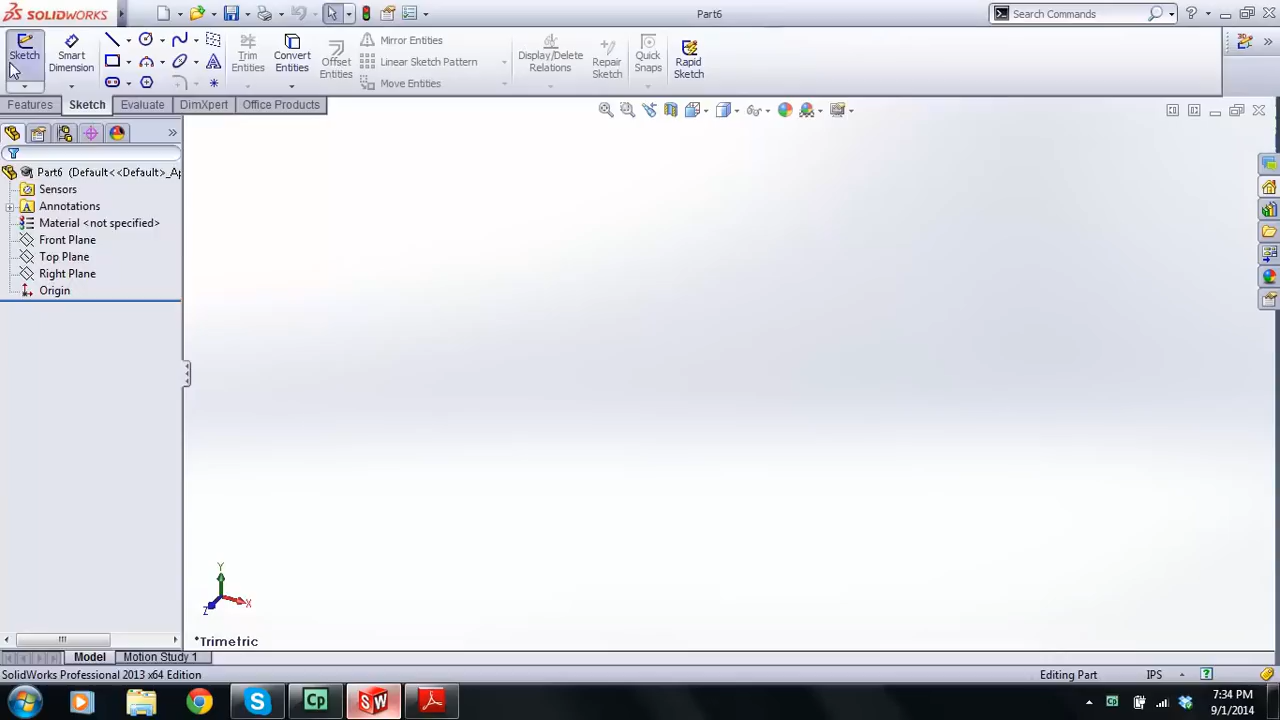 SOLIDWORKS
Part6
Search Commands
Sketch
Smart Dimension
Trim Entities
Convert Entities
Offset Entities
Mirror Entities
Linear Sketch Pattern
Move Entities
Display/Delete Relations
Repair Sketch
Quick Snaps
Rapid Sketch
Features Sketch Evaluate DimXpert Office Products
Part6 (Default<<Default>_Ap
Sensors
Annotations
Material <not specified>
Front Plane
Top Plane
Right Plane
Origin
Y
X
Z
*Trimetric
Model Motion Study 1
SolidWorks Professional 2013 x64 Edition
Editing Part IPS
7:34 PM
9/1/2014